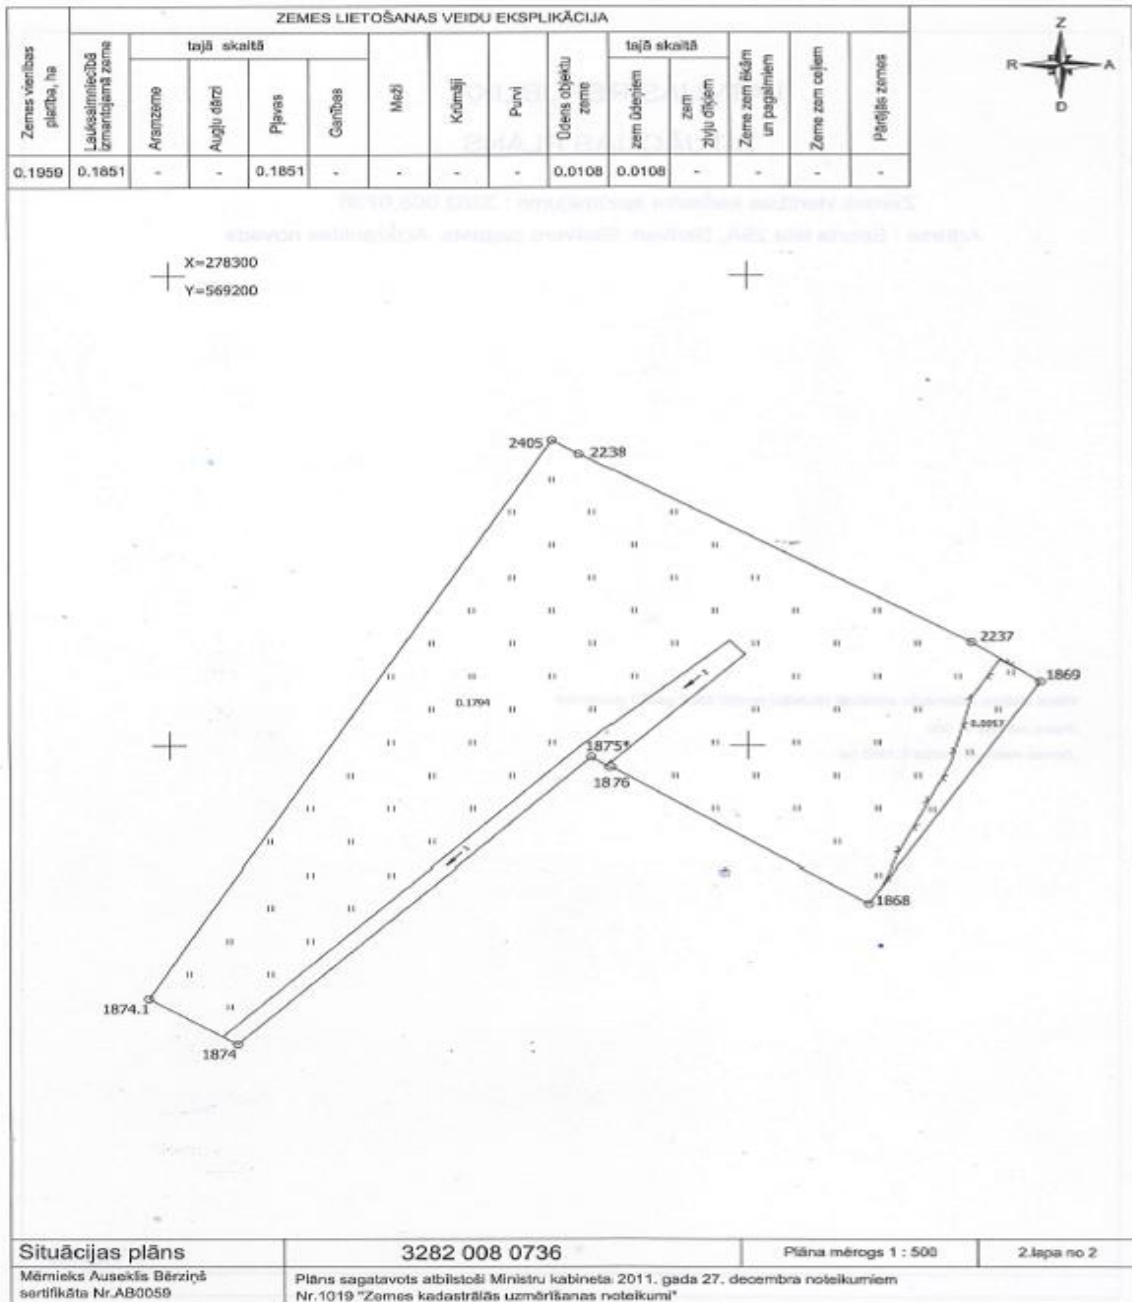 ZEMES LIETOŠANAS VEIDU EKSPLIKĀCIJA
Zemes vienības platība, ha
Lauksaimniecībā izmantojamā zeme
tajā skaitā
Aramzeme
Augļu dārzi
Pļavas
Ganības
Meži
Krūmāji
Purvi
Ūdens objektu zeme
tajā skaitā
zem ūdeņiem
zem zivju dīķiem
Zeme zem ēkām un pagalmiem
Zeme zem ceļiem
Pārējās zemes
0.1959 0.1851 - - 0.1851 - - - - 0.0108 0.0108 - - - -
Z
R A
D
X=278300
Y=569200
2405
2238
2237
1869
0.1794
0.0057
1875*
1876
1868
1874.1
1874
Situācijas plāns 3282 008 0736 Plāna mērogs 1 : 500 2.lapa no 2
Mērnieks Auseklis Bērziņš
sertifikāta Nr.AB0059
Plāns sagatavots atbilstoši Ministru kabineta 2011. gada 27. decembra noteikumiem
Nr.1019 "Zemes kadastrālās uzmērīšanas noteikumi"